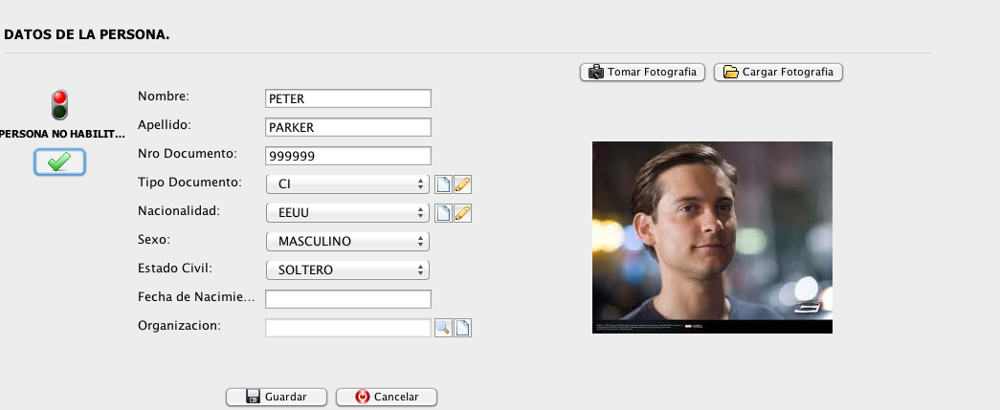 DATOS DE LA PERSONA.
Tomar Fotografia
Cargar Fotografia
PERSONA NO HABILIT...
Nombre:
PETER
Apellido:
PARKER
Nro Documento:
999999
Tipo Documento:
CI
Nacionalidad:
EEUU
Sexo:
MASCULINO
Estado Civil:
SOLTERO
Fecha de Nacimie...
Organizacion:
Guardar
Cancelar